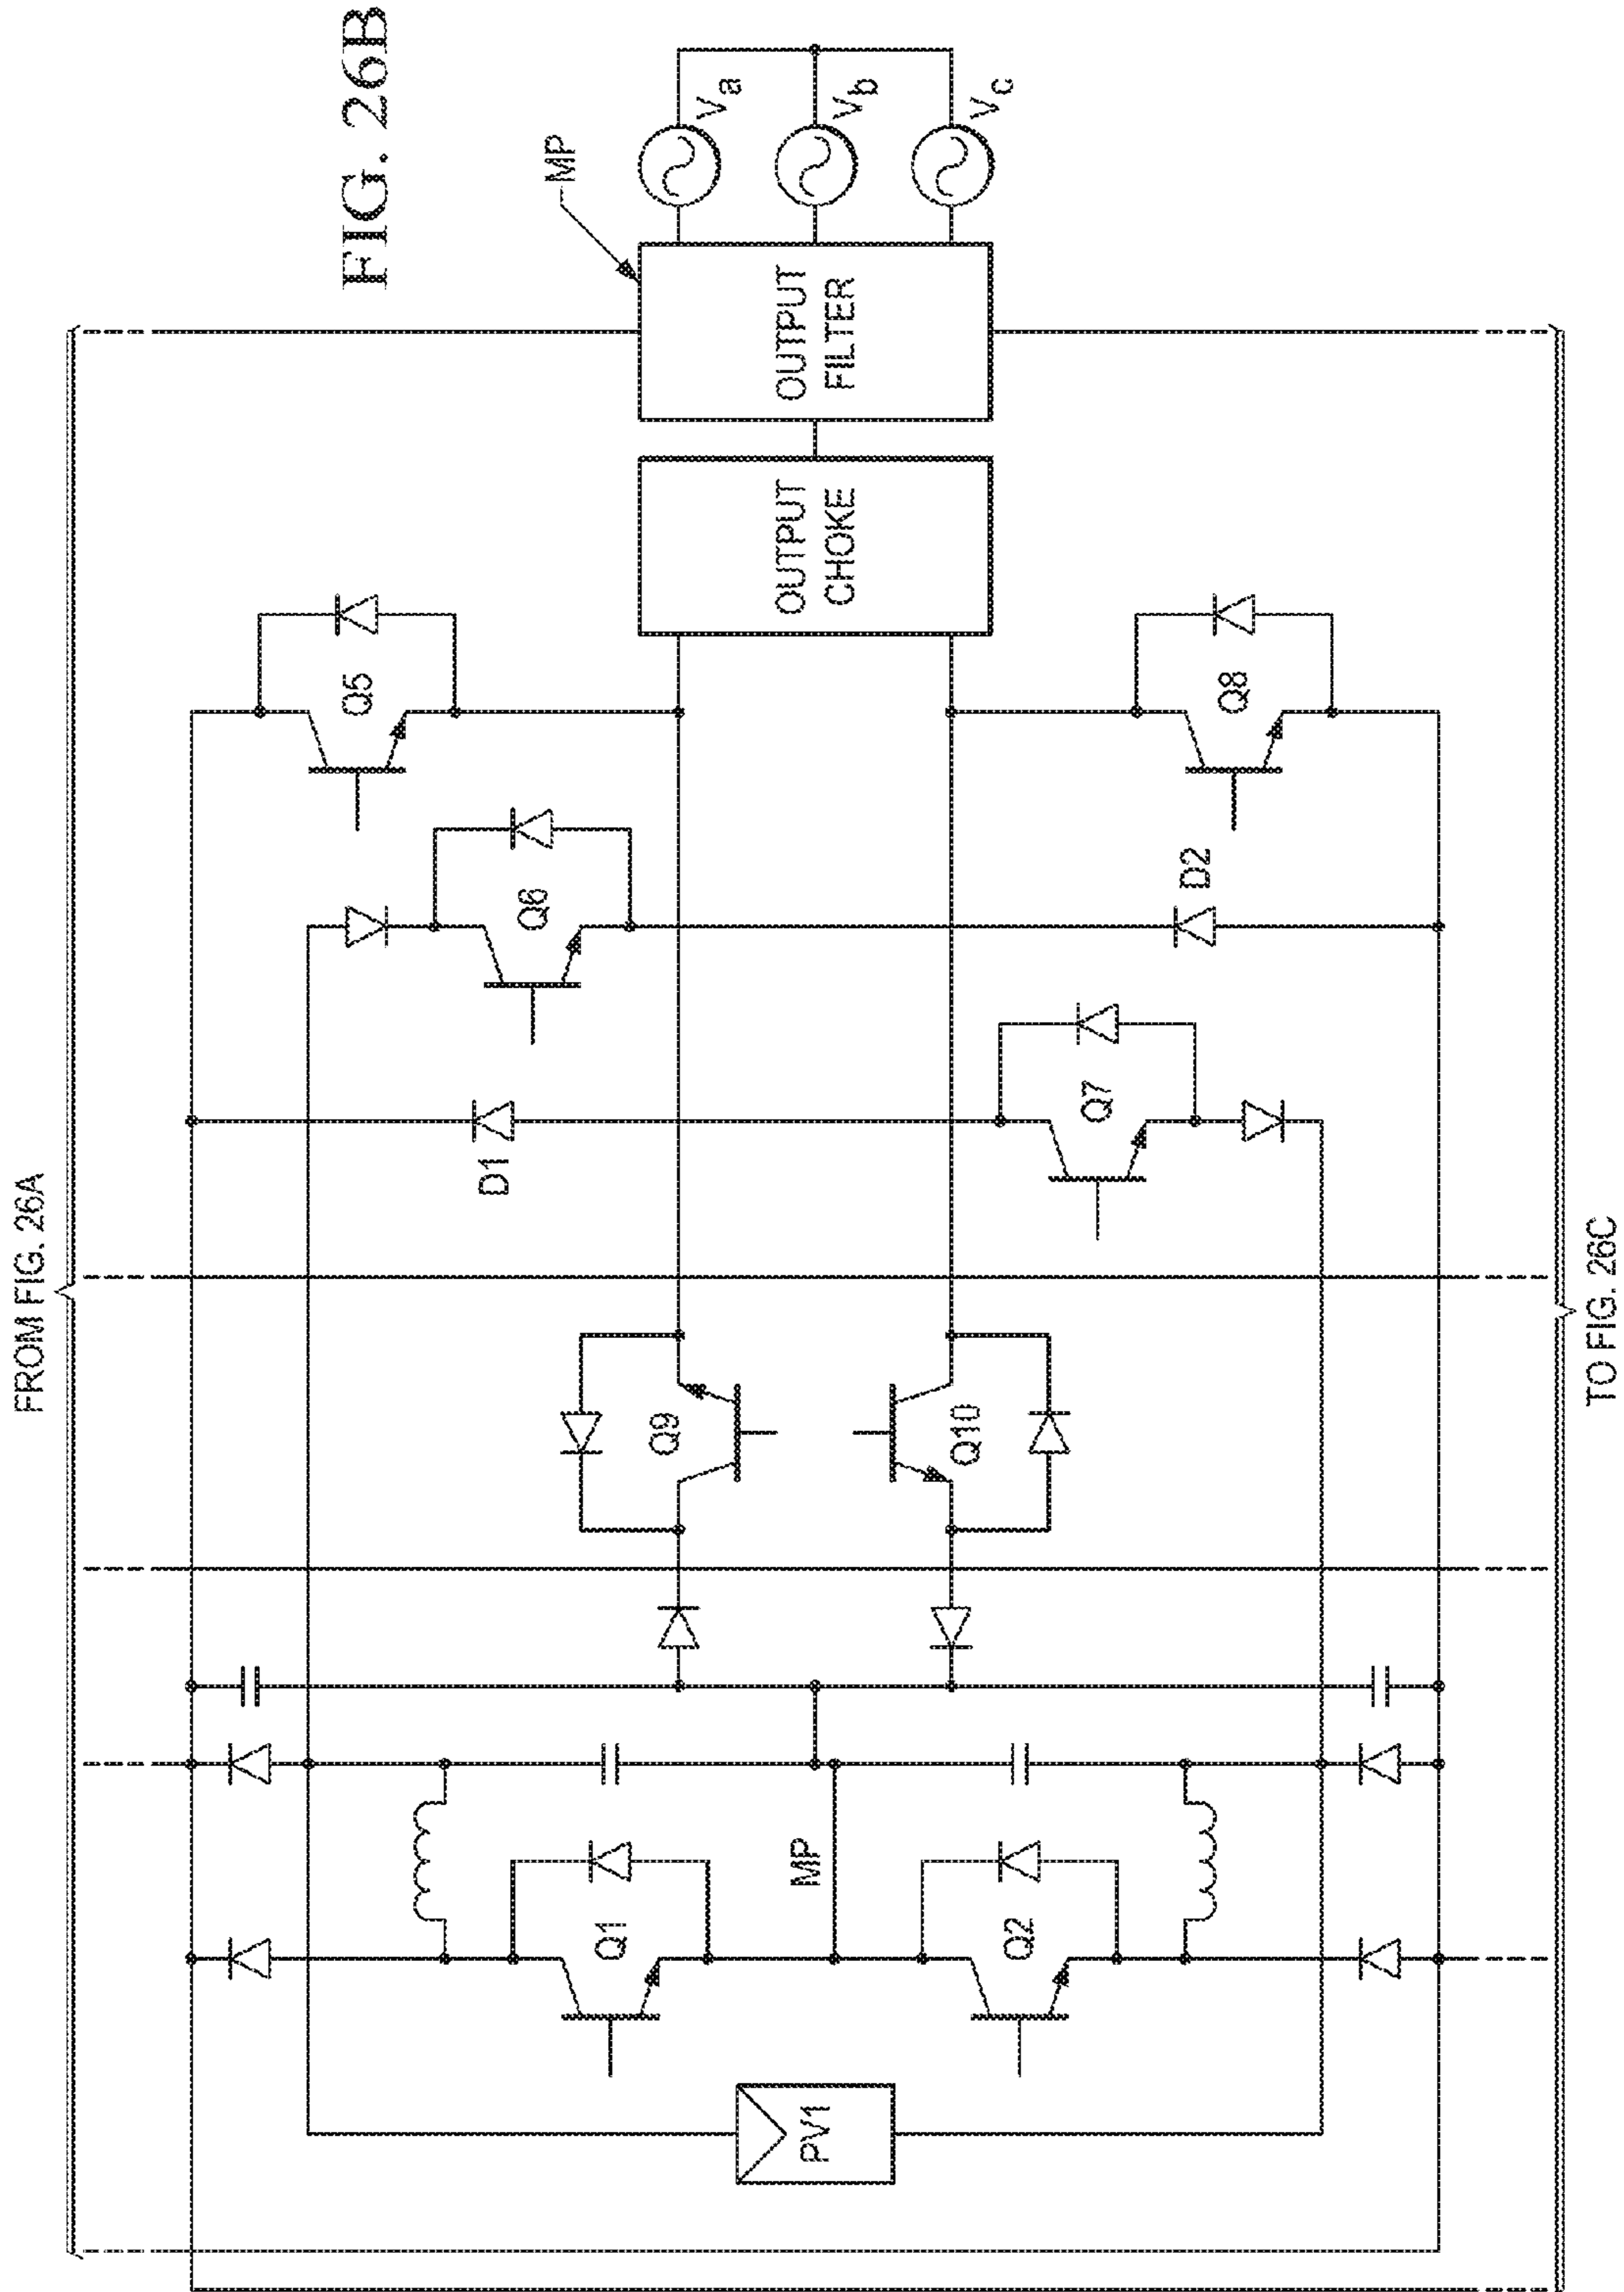 FIG. 26B
FROM FIG. 26A
MP
Va
Vb
Vc
OUTPUT
FILTER
OUTPUT
CHOKE
Q5
Q8
Q6
D2
D1
Q7
Q9
Q10
MP
Q1
Q2
PV1
TO FIG. 26C